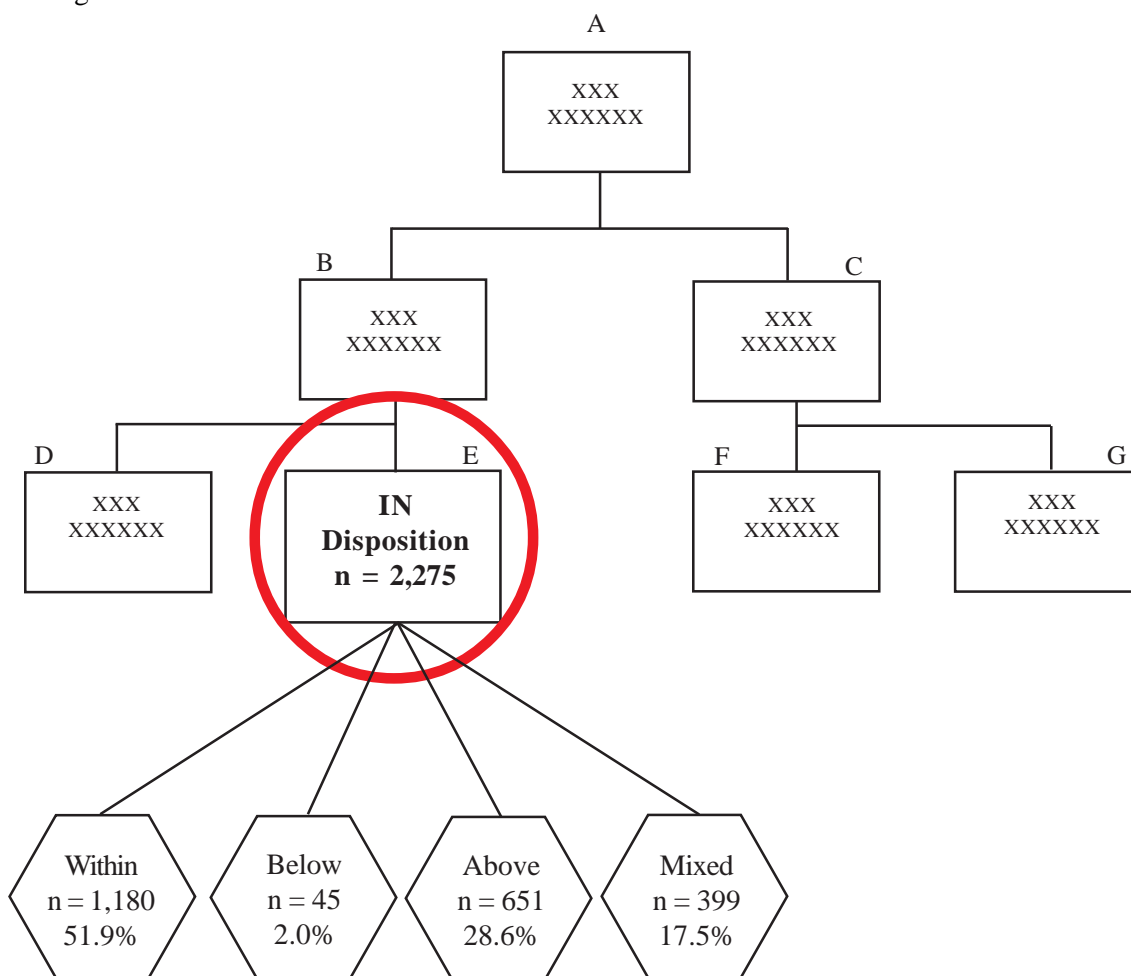 A
XXX
XXXXXX
B
C
XXX
XXXXXX
XXX
XXXXXX
D
E
F
G
XXX
XXXXXX
IN
Disposition
n = 2,275
XXX
XXXXXX
XXX
XXXXXX
Within
n = 1,180
51.9%
Below
n = 45
2.0%
Above
n = 651
28.6%
Mixed
n = 399
17.5%